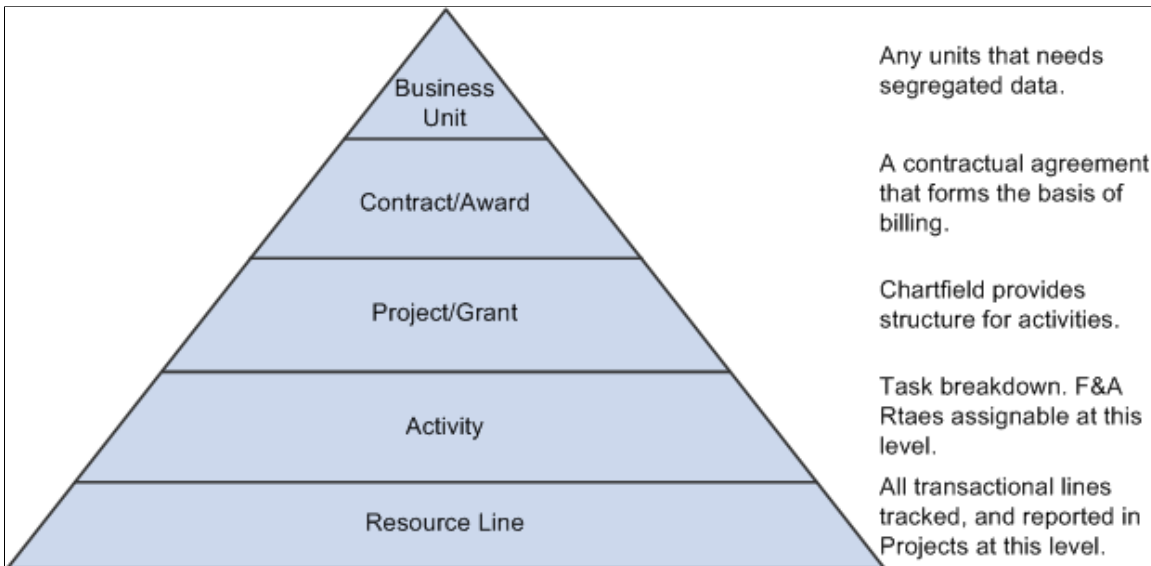 Business
Unit
Any units that needs
segregated data.
Contract/Award
A contractual agreement
that forms the basis of
billing.
Project/Grant
Chartfield provides
structure for activities.
Activity
Task breakdown. F&A
Rtaes assignable at this
level.
Resource Line
All transactional lines
tracked, and reported in
Projects at this level.